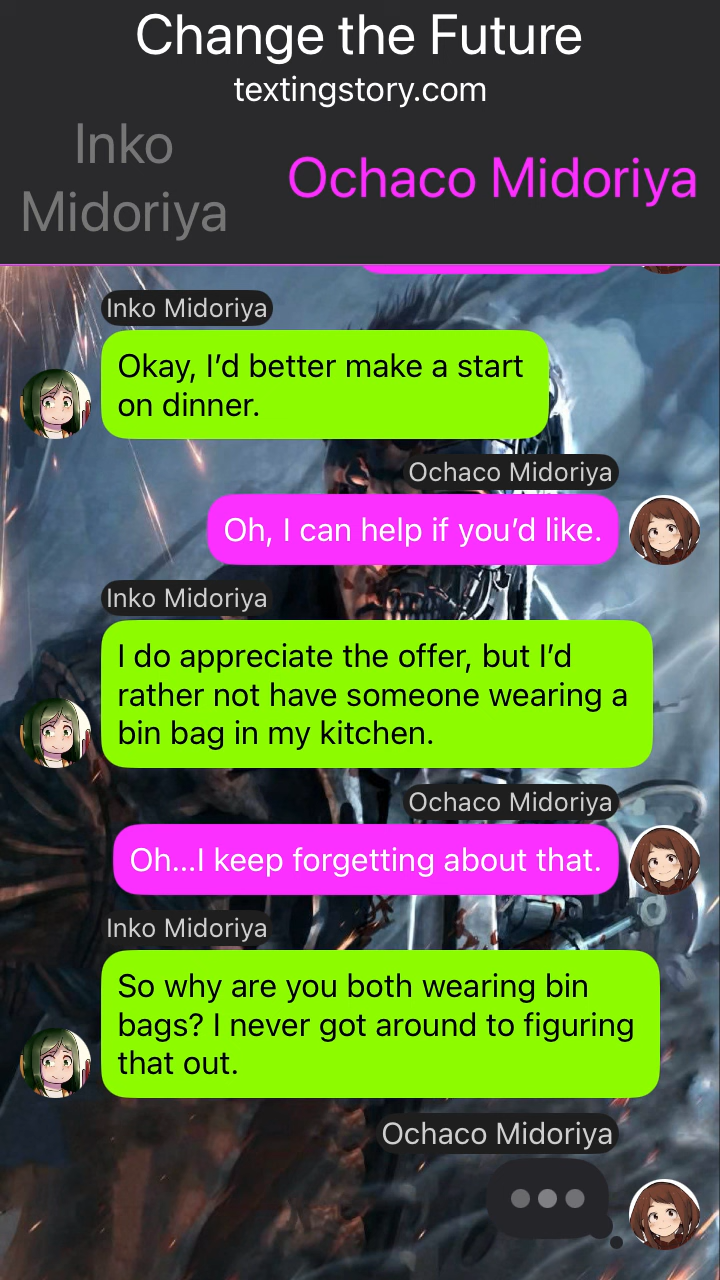 Change the Future
textingstory.com
Inko
Midoriya
Ochaco Midoriya
Inko Midoriya
Okay, I’d better make a start
on dinner.
Ochaco Midoriya
Oh, I can help if you’d like.
Inko Midoriya
I do appreciate the offer, but I’d
rather not have someone wearing a
bin bag in my kitchen.
Ochaco Midoriya
Oh...I keep forgetting about that.
Inko Midoriya
So why are you both wearing bin
bags? I never got around to figuring
that out.
Ochaco Midoriya